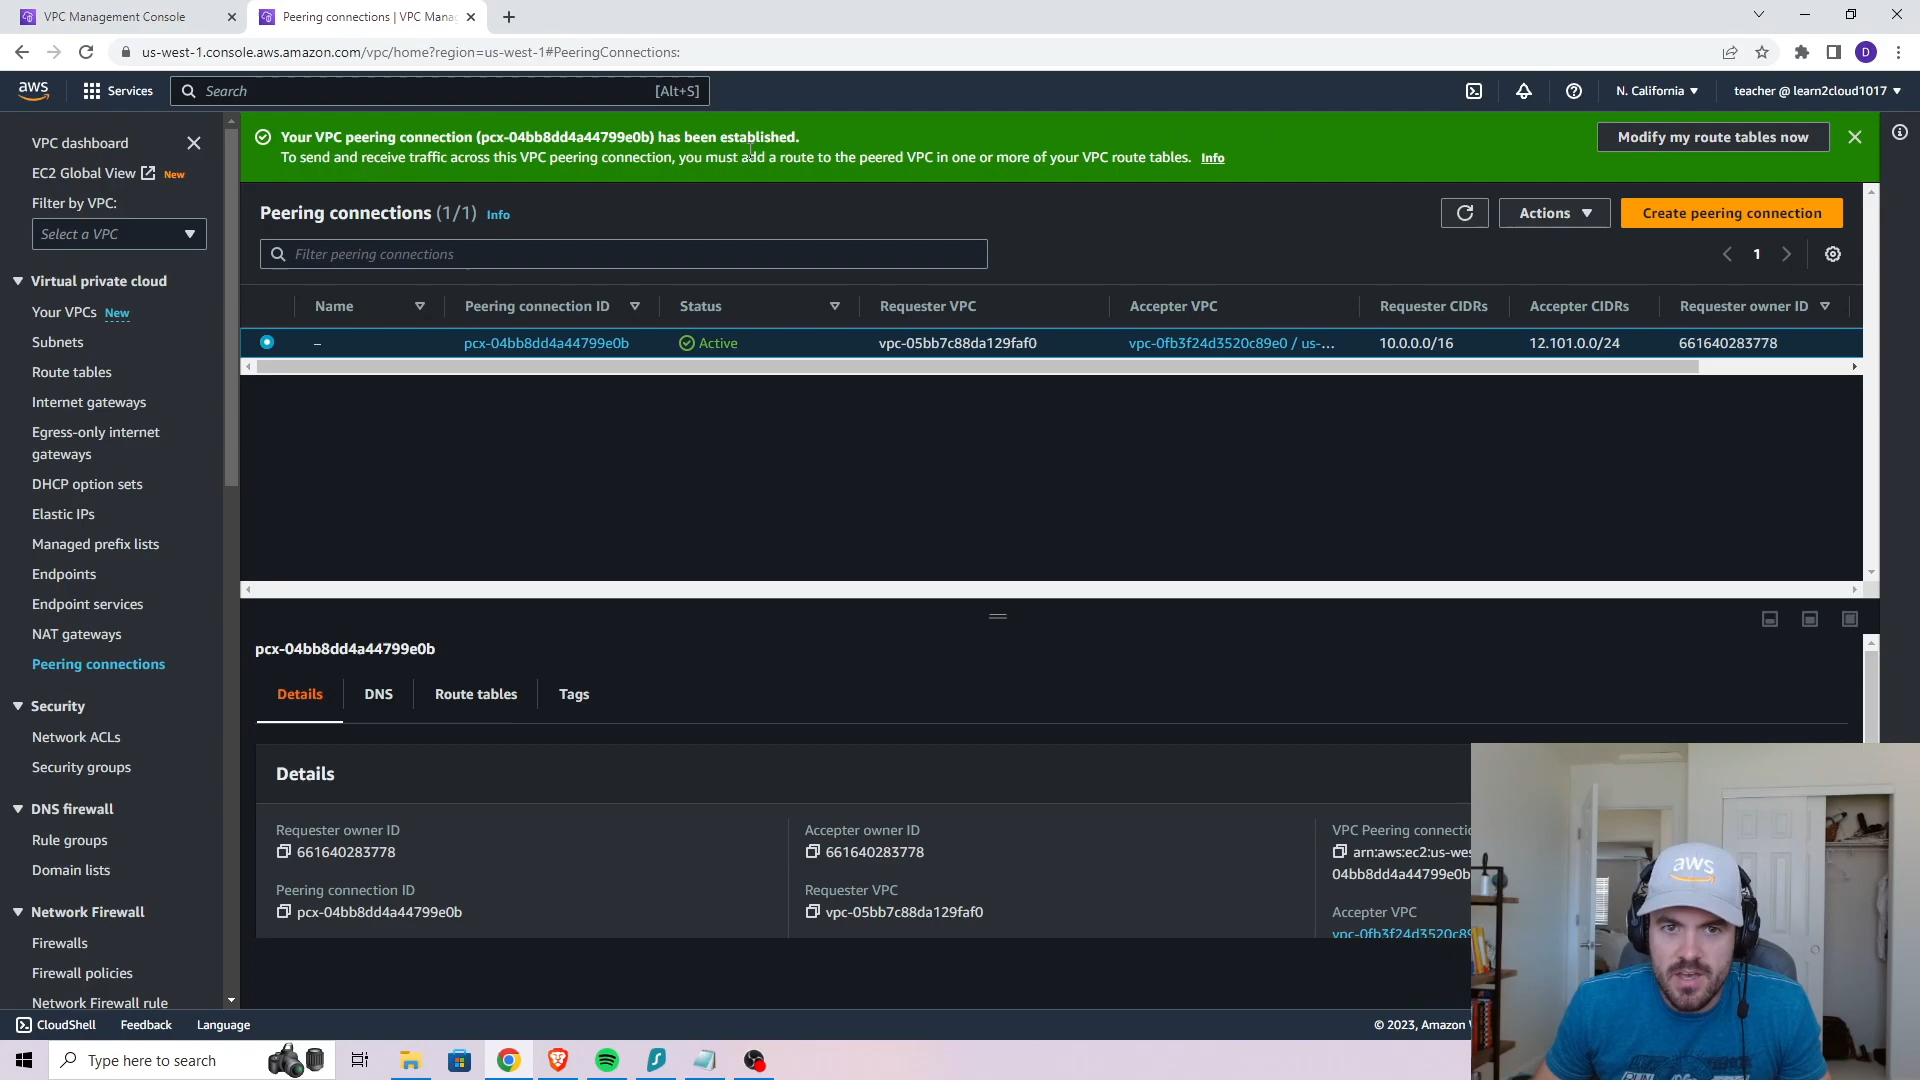 VPC Management Console
Peering connections | VPC Mana
us-west-1.console.aws.amazon.com/vpc/home?region=us-west-1#PeeringConnections:
D
aws
Services
Search
[Alt+S]
N. California
teacher @ learn2cloud1017
VPC dashboard
EC2 Global View New
Filter by VPC:
Select a VPC
Virtual private cloud
Your VPCs New
Subnets
Route tables
Internet gateways
Egress-only internet
gateways
DHCP option sets
Elastic IPs
Managed prefix lists
Endpoints
Endpoint services
NAT gateways
Peering connections
Security
Network ACLs
Security groups
DNS firewall
Rule groups
Domain lists
Network Firewall
Firewalls
Firewall policies
Network Firewall rule
Your VPC peering connection (pcx-04bb8dd4a44799e0b) has been established.
To send and receive traffic across this VPC peering connection, you must add a route to the peered VPC in one or more of your VPC route tables. Info
Modify my route tables now
Peering connections (1/1) Info
Actions
Create peering connection
Filter peering connections
1
Name Peering connection ID Status Requester VPC Accepter VPC Requester CIDRs Accepter CIDRs Requester owner ID
– pcx-04bb8dd4a44799e0b Active vpc-05bb7c88da129faf0 vpc-0fb3f24d3520c89e0 / us-... 10.0.0.0/16 12.101.0.0/24 661640283778
pcx-04bb8dd4a44799e0b
Details DNS Route tables Tags
Details
Requester owner ID
661640283778
Peering connection ID
pcx-04bb8dd4a44799e0b
Accepter owner ID
661640283778
Requester VPC
vpc-05bb7c88da129faf0
VPC Peering connectio
arn:aws:ec2:us-wes
04bb8dd4a44799e0b
Accepter VPC
vpc-0fb3f24d3520c89
aws
CloudShell
Feedback
Language
© 2023, Amazon
Type here to search